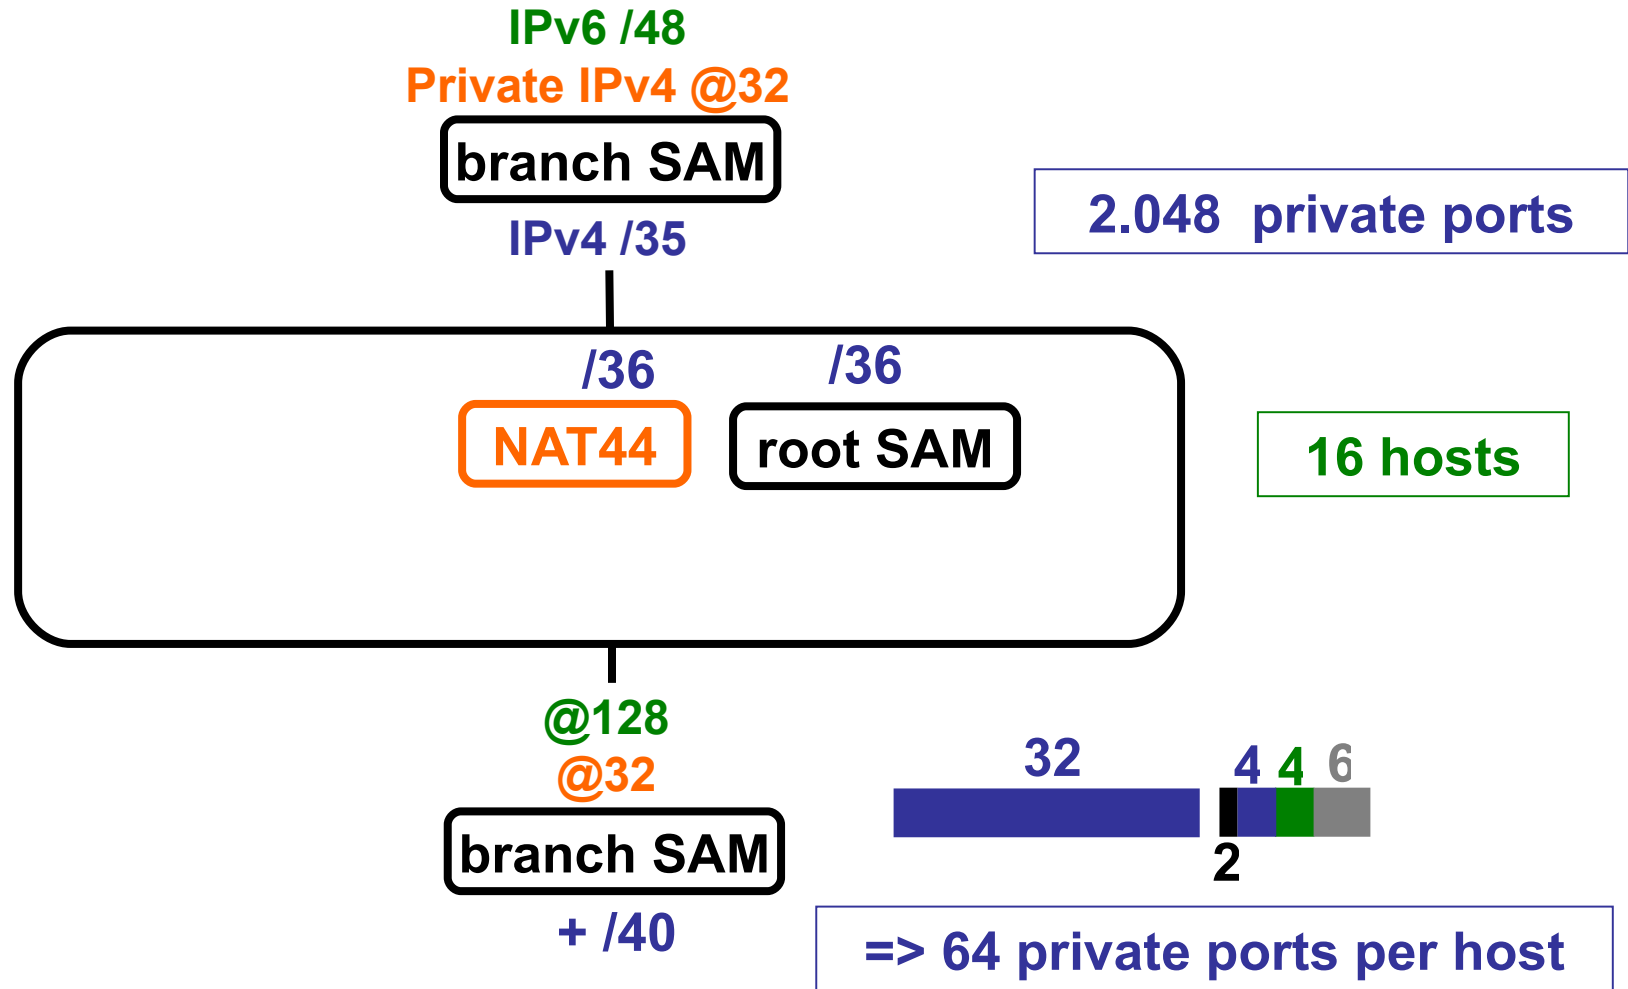 IPv6 /48
Private IPv4 @32
branch SAM
IPv4 /35
2.048 private ports
/36
/36
NAT44
root SAM
16 hosts
@128
@32
branch SAM
+ /40
32
4 4 6
2
=> 64 private ports per host